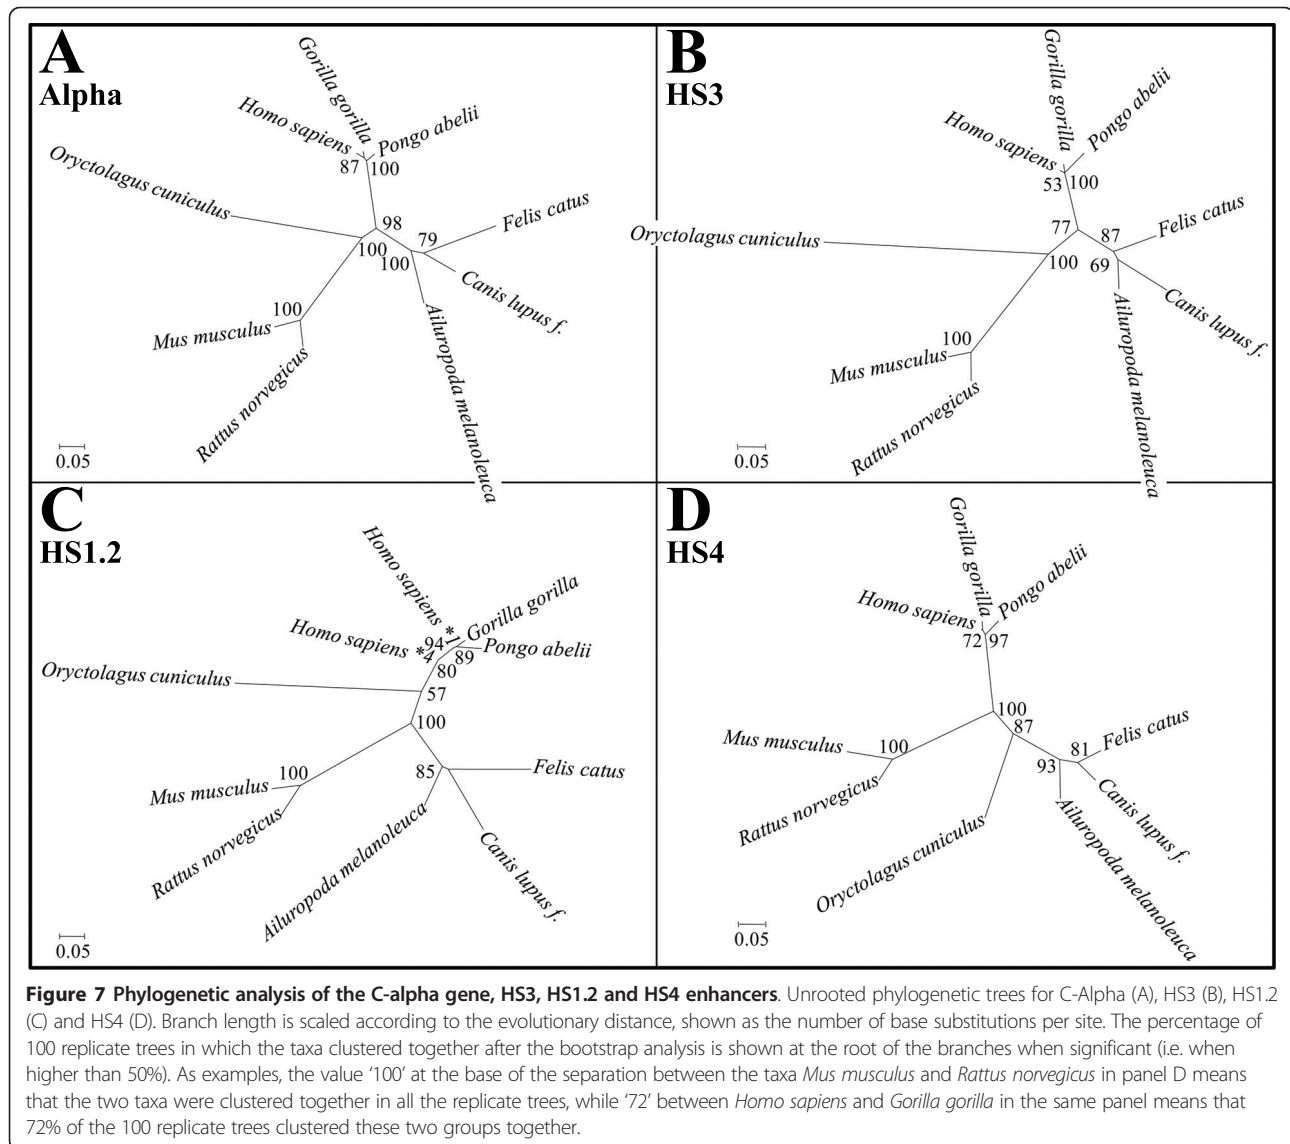 A
Alpha
Gorilla gorilla
Homo sapiens
Pongo abelii
87
100
Oryctolagus cuniculus
98
79
Felis catus
100
100
Canis lupus f.
100
Mus musculus
Rattus norvegicus
Ailuropoda melanoleuca
0.05
B
HS3
Gorilla gorilla
Homo sapiens
Pongo abelii
53
100
Oryctolagus cuniculus
77
87
Felis catus
100
69
Canis lupus f.
100
Mus musculus
Rattus norvegicus
Ailuropoda melanoleuca
0.05
C
HS1.2
Homo sapiens *1
Gorilla gorilla
Homo sapiens *4
94
Pongo abelii
89
80
Oryctolagus cuniculus
57
100
85
Felis catus
100
Mus musculus
Rattus norvegicus
Ailuropoda melanoleuca
Canis lupus f.
0.05
D
HS4
Gorilla gorilla
Pongo abelii
Homo sapiens
72
97
100
87
Mus musculus
100
81
Felis catus
93
Rattus norvegicus
Canis lupus f.
Oryctolagus cuniculus
Ailuropoda melanoleuca
0.05
Figure 7 Phylogenetic analysis of the C-alpha gene, HS3, HS1.2 and HS4 enhancers. Unrooted phylogenetic trees for C-Alpha (A), HS3 (B), HS1.2
(C) and HS4 (D). Branch length is scaled according to the evolutionary distance, shown as the number of base substitutions per site. The percentage of
100 replicate trees in which the taxa clustered together after the bootstrap analysis is shown at the root of the branches when significant (i.e. when
higher than 50%). As examples, the value ‘100’ at the base of the separation between the taxa Mus musculus and Rattus norvegicus in panel D means
that the two taxa were clustered together in all the replicate trees, while ‘72’ between Homo sapiens and Gorilla gorilla in the same panel means that
72% of the 100 replicate trees clustered these two groups together.